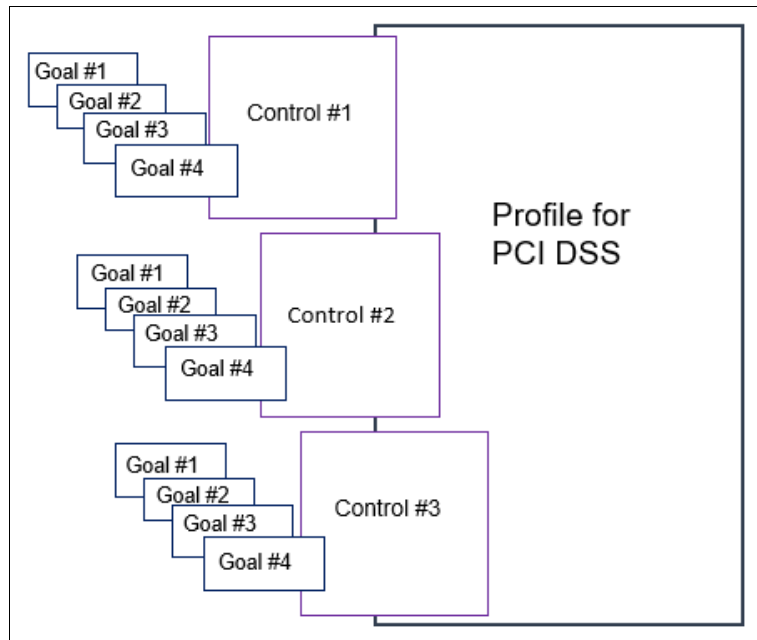 Goal #1
Goal #2
Goal #3
Goal #4
Control #1
Profile for
PCI DSS
Goal #1
Goal #2
Goal #3
Goal #4
Control #2
Goal #1
Goal #2
Goal #3
Goal #4
Control #3